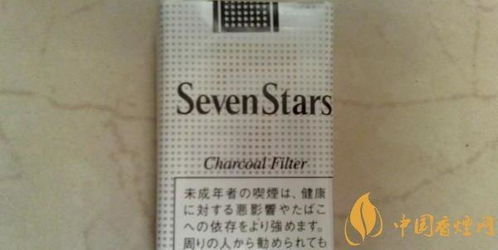 Seven Stars
Charcoal Filter
未成年者の喫煙は、健康
に対する悪影響やたばこ
への依存をより強めます。
周りの人から勧められても
中国香烟网